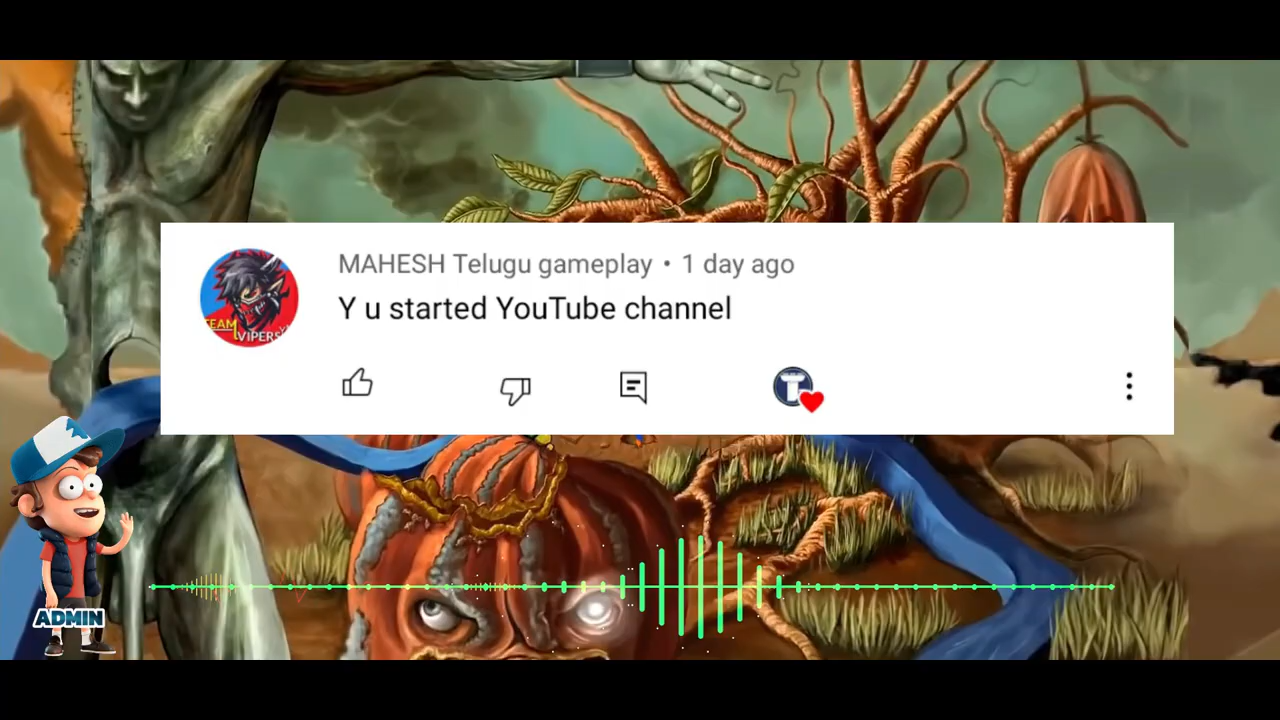 MAHESH Telugu gameplay • 1 day ago
Y u started YouTube channel
TEAM
VIPERS
ADMIN